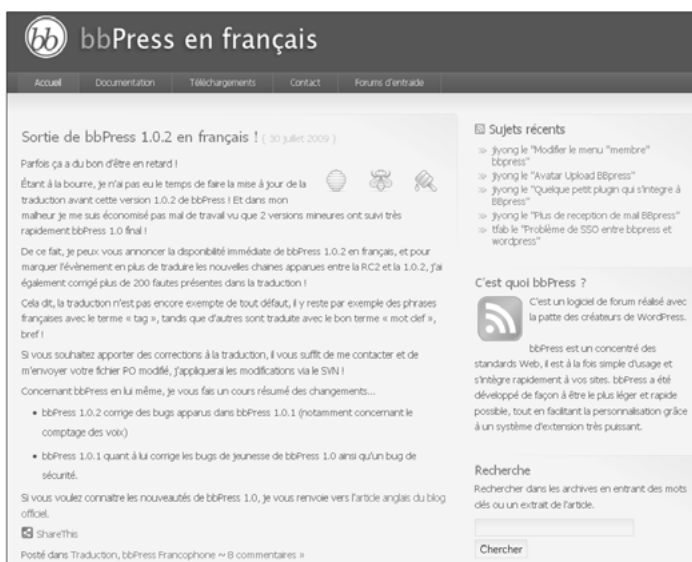 bb bbPress en français
Accueil Documentation Téléchargements Contact Forums d'entraide
Sortie de bbPress 1.0.2 en français ! ( 30 juillet 2009 )
Parfois ça a du bon d'être en retard !
Étant à la bourre, je n'ai pas eu le temps de faire la mise à jour de la
traduction avant cette version 1.0.2 de bbPress ! Et dans mon
malheur je me suis économisé pas mal de travail vu que 2 versions mineures ont suivi très
rapidement bbPress 1.0 final !
De ce fait, je peux vous annoncer la disponibilité immédiate de bbPress 1.0.2 en français, et pour
marquer l'évènement en plus de traduire les nouvelles chaines apparues entre la RC2 et la 1.0.2, j'ai
également corrigé plus de 200 fautes présentes dans la traduction !
Cela dit, la traduction n'est pas encore exempte de tout défaut, il y reste par exemple des phrases
françaises avec le terme « tag », tandis que d'autres sont traduite avec le bon terme « mot clef »,
bref !
Si vous souhaitez apporter des corrections à la traduction, il vous suffit de me contacter et de
m'envoyer votre fichier PO modifié, j'appliquerai les modifications via le SVN !
Concernant bbPress en lui même, je vous fais un cours résumé des changements...
• bbPress 1.0.2 corrige des bugs apparus dans bbPress 1.0.1 (notamment concernant le
comptage des voix)
• bbPress 1.0.1 quant à lui corrige les bugs de jeunesse de bbPress 1.0 ainsi qu'un bug de
sécurité.
Si vous voulez connaitre les nouveautés de bbPress 1.0, je vous renvoie vers l'article anglais du blog
officiel.
ShareThis
Posté dans Traduction, bbPress Francophone ~ 8 commentaires »
Sujets récents
» jiyong le "Modifier le menu "membre"
bbpress"
» jiyong le "Avatar Upload BBpress"
» jiyong le "Quelque petit plugin qui s'integre à
BBpress"
» jiyong le "Plus de reception de mail BBpress"
» tfab le "Problème de SSO entre bbpress et
wordpress"
C'est quoi bbPress ?
C'est un logiciel de forum réalisé avec
la patte des créateurs de WordPress.
bbPress est un concentré des
standards Web, il est à la fois simple d'usage et
s'intègre rapidement à vos sites. bbPress a été
développé de façon à être le plus léger et rapide
possible, tout en facilitant la personnalisation grâce
à un système d'extension très puissant.
Recherche
Rechercher dans les archives en entrant des mots
clés ou un extrait de l'article.
Chercher